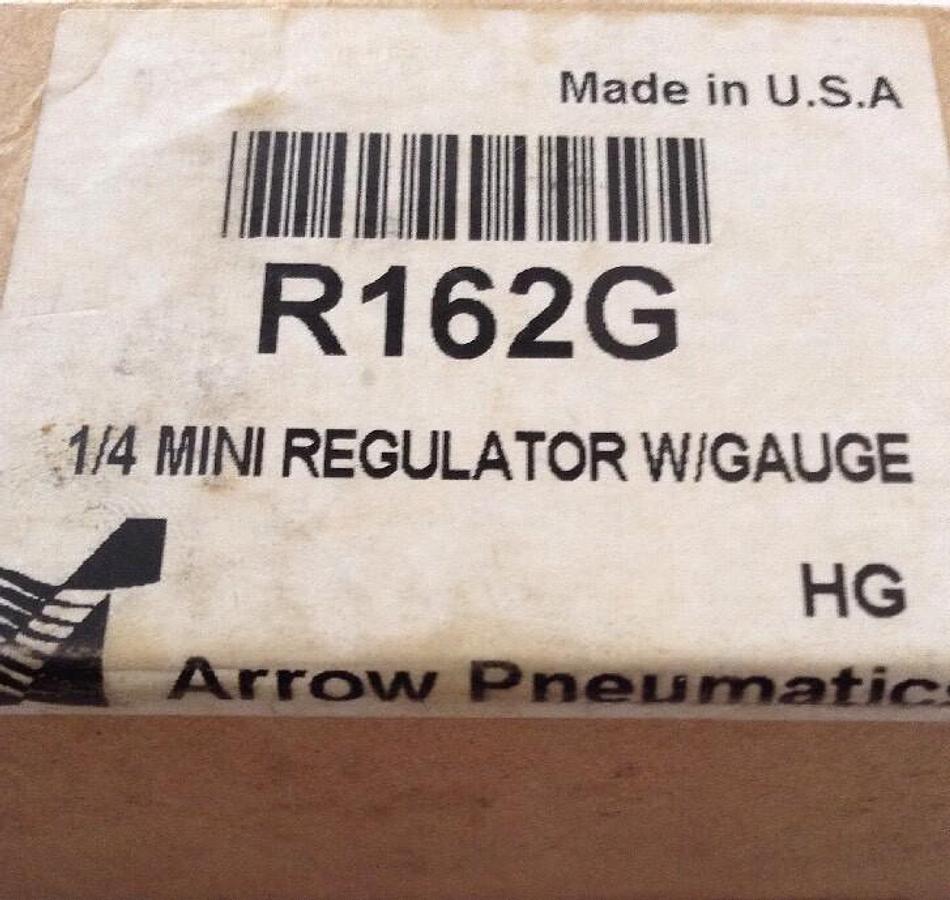 Made in U.S.A
R162G
1/4 MINI REGULATOR W/GAUGE
HG
Arrow Pneumatics